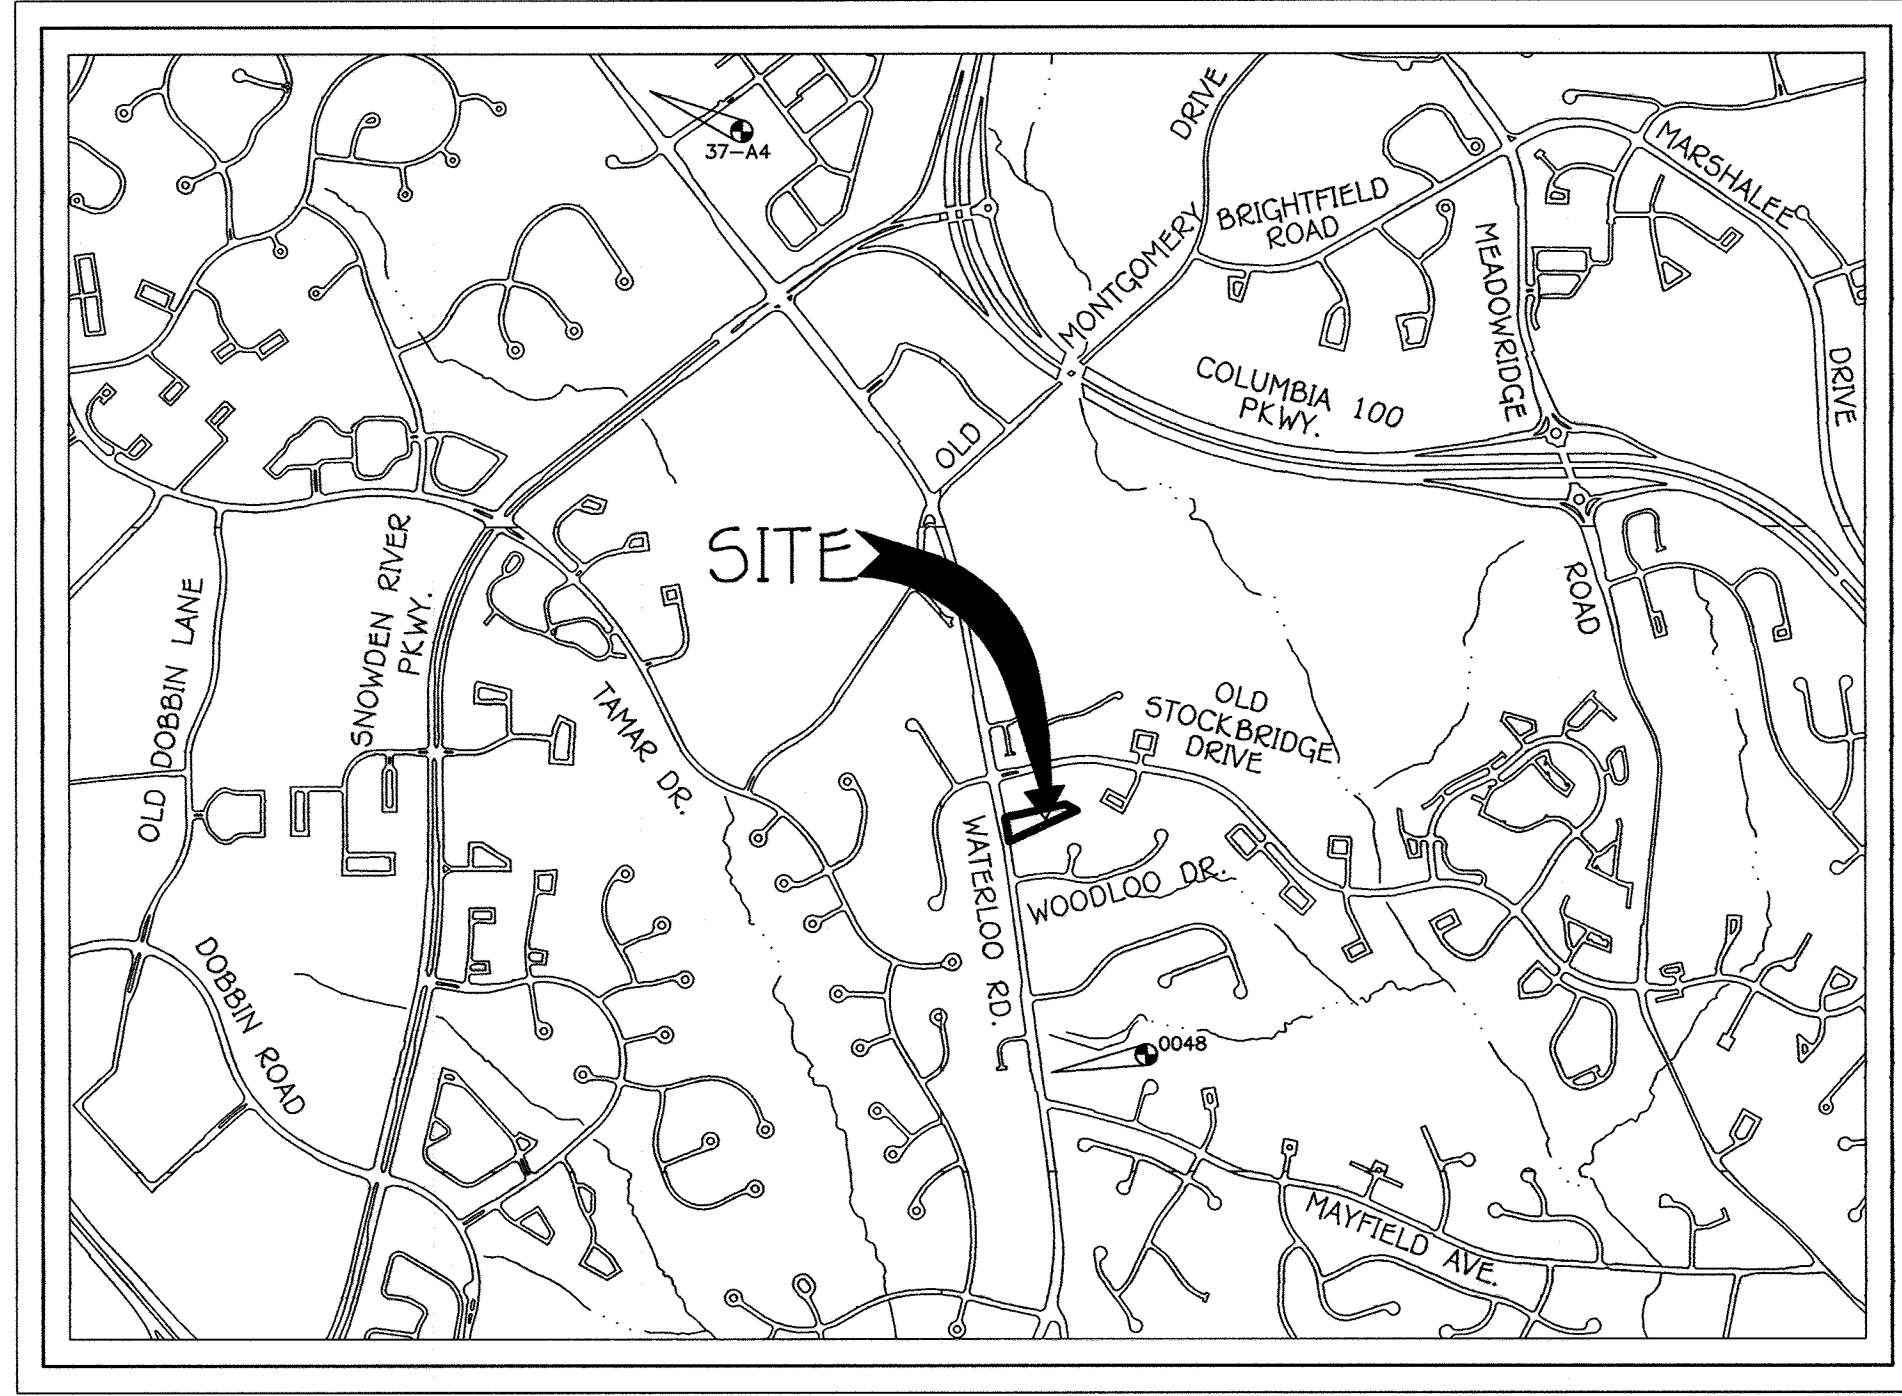 37-A4
DRIVE
MONTGOMERY
OLD
BRIGHTFIELD
ROAD
MARSHALEE
DRIVE
MEADOWRIDGE
ROAD
COLUMBIA 100
PKWY.
SITE
SNOWDEN RIVER
PKWY.
OLD DOBBIN LANE
TAMAR DR.
OLD
STOCKBRIDGE
DRIVE
WATERLOO RD.
WOODLOO DR.
DOBBIN ROAD
0048
MAYFIELD AVE.